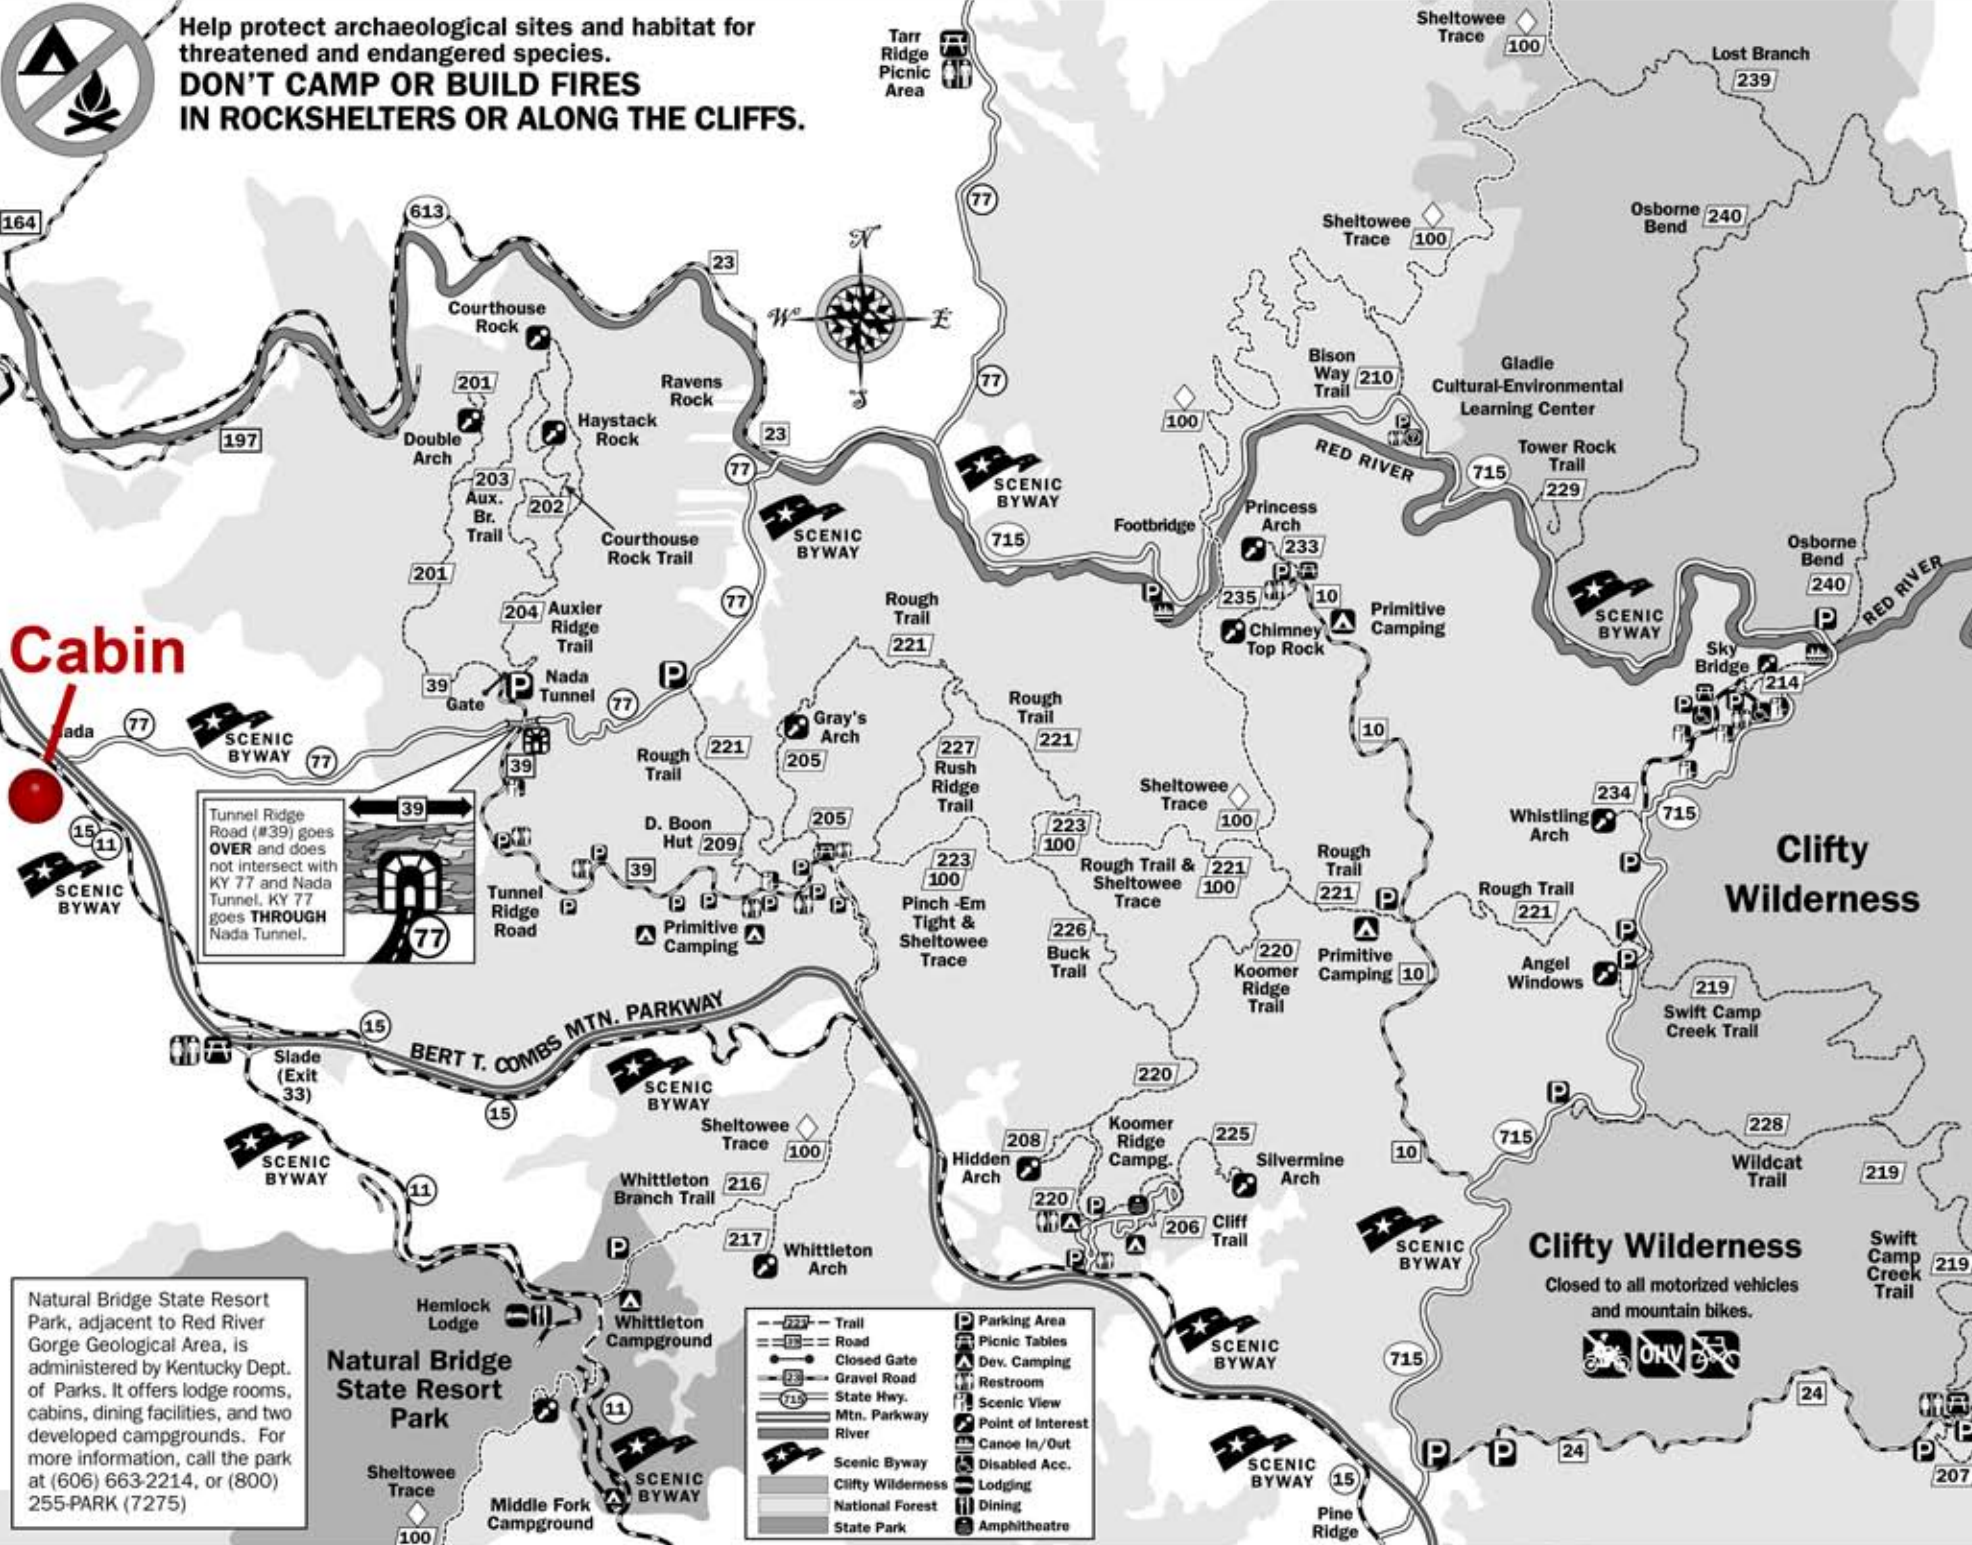 Help protect archaeological sites and habitat for
threatened and endangered species.
DON'T CAMP OR BUILD FIRES
IN ROCKSHELTERS OR ALONG THE CLIFFS.
Tarr
Ridge
Picnic
Area
Sheltowee
Trace
100
Lost Branch
239
164
77
613
23
N
W
E
S
Sheltowee
Trace
100
Osborne
Bend
240
Courthouse
Rock
201
Double
Arch
Haystack
Rock
Ravens
Rock
197
203
Aux.
Br.
Trail
202
Courthouse
Rock Trail
23
77
77
100
Bison
Way
Trail
210
Gladie
Cultural-Environmental
Learning Center
RED RIVER
Tower Rock
Trail
229
715
SCENIC
BYWAY
SCENIC
BYWAY
715
Footbridge
Princess
Arch
233
235
10
Chimney
Top Rock
Primitive
Camping
SCENIC
BYWAY
Osborne
Bend
240
RED RIVER
Sky
Bridge
214
201
204
Auxier
Ridge
Trail
77
Rough
Trail
221
Cabin
39
Gate
Nada
Tunnel
77
77
SCENIC
BYWAY
77
Rough
Trail
221
Gray's
Arch
205
227
Rush
Ridge
Trail
Rough
Trail
221
10
39
Tunnel Ridge
Road (#39) goes
OVER and does
not intersect with
KY 77 and Nada
Tunnel. KY 77
goes THROUGH
Nada Tunnel.
39
77
15
11
SCENIC
BYWAY
D. Boon
Hut
209
205
39
Tunnel
Ridge
Road
Primitive
Camping
223
100
Pinch -Em
Tight &
Sheltowee
Trace
223
100
Sheltowee
Trace
100
Rough Trail &
Sheltowee
Trace
221
100
226
Buck
Trail
220
Koomer
Ridge
Trail
Rough
Trail
221
Primitive
Camping
10
Whistling
Arch
234
715
Clifty
Wilderness
Rough Trail
221
Angel
Windows
219
Swift Camp
Creek Trail
Slade
(Exit
33)
15
BERT T. COMBS MTN. PARKWAY
15
SCENIC
BYWAY
SCENIC
BYWAY
11
Sheltowee
Trace
100
Whittleton
Branch Trail
216
217
Whittleton
Arch
220
208
Hidden
Arch
Koomer
Ridge
Campg.
225
Silvermine
Arch
220
206
Cliff
Trail
10
715
228
Wildcat
Trail
219
SCENIC
BYWAY
Clifty Wilderness
Closed to all motorized vehicles
and mountain bikes.
OHV
Swift
Camp
Creek
Trail
219
Natural Bridge State Resort
Park, adjacent to Red River
Gorge Geological Area, is
administered by Kentucky Dept.
of Parks. It offers lodge rooms,
cabins, dining facilities, and two
developed campgrounds. For
more information, call the park
at (606) 663-2214, or (800)
255-PARK (7275)
Hemlock
Lodge
Whittleton
Campground
Natural Bridge
State Resort
Park
11
SCENIC
BYWAY
Sheltowee
Trace
100
Middle Fork
Campground
221 Trail
39 Road
Closed Gate
23 Gravel Road
715 State Hwy.
Mtn. Parkway
River
Scenic Byway
Clifty Wilderness
National Forest
State Park
P Parking Area
Picnic Tables
Dev. Camping
Restroom
Scenic View
Point of Interest
Canoe In/Out
Disabled Acc.
Lodging
Dining
Amphitheatre
SCENIC
BYWAY
SCENIC
BYWAY
15
Pine
Ridge
715
24
24
207